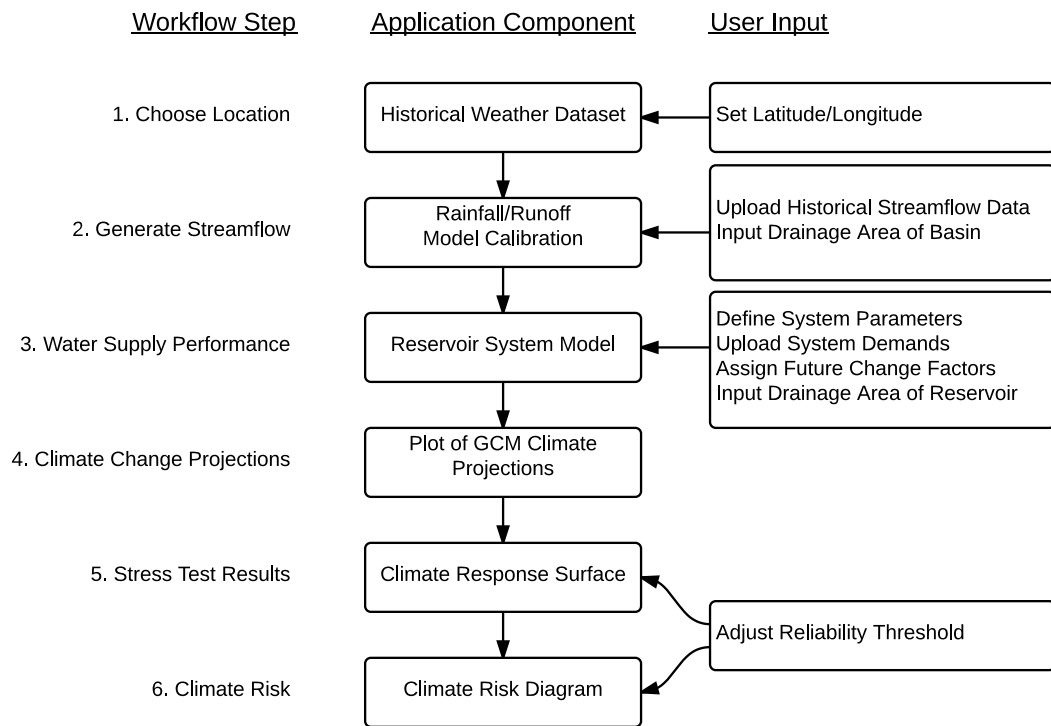 Workflow Step
Application Component
User Input
1. Choose Location
Historical Weather Dataset
Set Latitude/Longitude
2. Generate Streamflow
Rainfall/Runoff
Model Calibration
Upload Historical Streamflow Data
Input Drainage Area of Basin
3. Water Supply Performance
Reservoir System Model
Define System Parameters
Upload System Demands
Assign Future Change Factors
Input Drainage Area of Reservoir
4. Climate Change Projections
Plot of GCM Climate
Projections
5. Stress Test Results
Climate Response Surface
Adjust Reliability Threshold
6. Climate Risk
Climate Risk Diagram